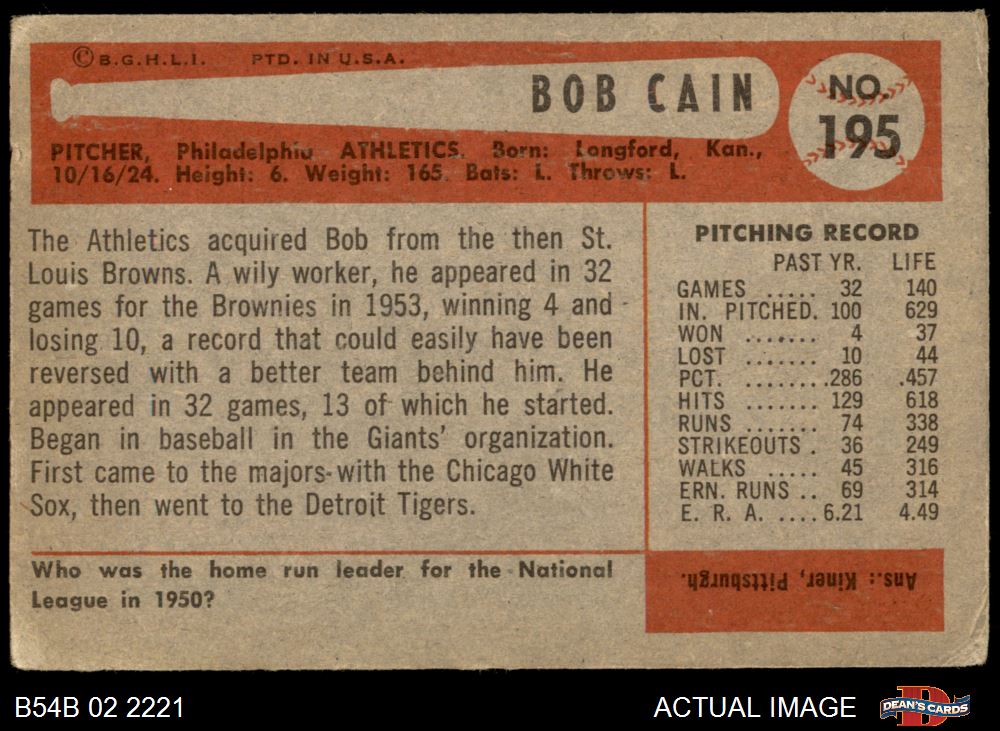 ©B.G.H.L.I. PTD. IN U.S.A.
BOB CAIN
NO.
195
PITCHER, Philadelphia ATHLETICS. Born: Longford, Kan.,
10/16/24. Height: 6. Weight: 165. Bats: L. Throws: L.
The Athletics acquired Bob from the then St.
Louis Browns. A wily worker, he appeared in 32
games for the Brownies in 1953, winning 4 and
losing 10, a record that could easily have been
reversed with a better team behind him. He
appeared in 32 games, 13 of which he started.
Began in baseball in the Giants' organization.
First came to the majors with the Chicago White
Sox, then went to the Detroit Tigers.
PITCHING RECORD
PAST YR. LIFE
GAMES ..... 32 140
IN. PITCHED. 100 629
WON ....... 4 37
LOST ....... 10 44
PCT. ........ .286 .457
HITS ....... 129 618
RUNS ....... 74 338
STRIKEOUTS . 36 249
WALKS ..... 45 316
ERN. RUNS .. 69 314
E. R. A. .... 6.21 4.49
Who was the home run leader for the National
League in 1950?
Ans.: Kiner, Pittsburgh.
B54B 02 2221
ACTUAL IMAGE
DEAN'S CARDS